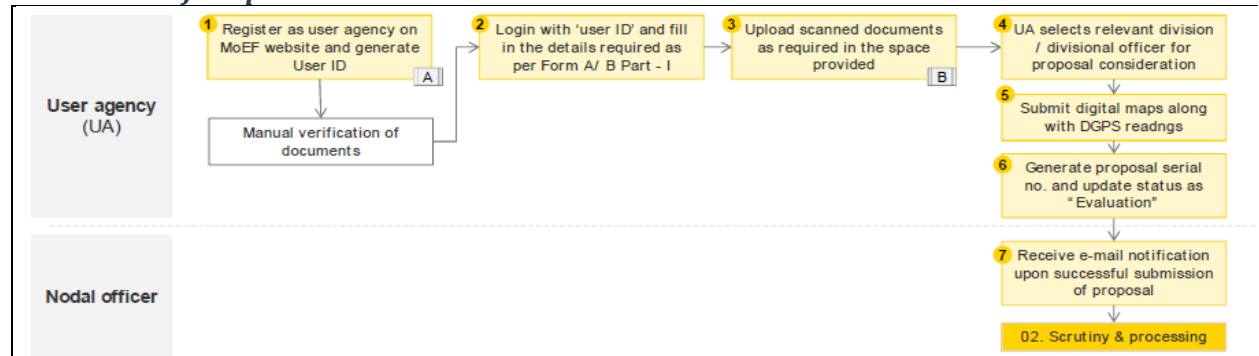 1
Register as user agency on
MoEF website and generate
User ID
A
Manual verification of
documents
2
Login with ‘user ID’ and fill
in the details required as
per Form A/ B Part - I
3
Upload scanned documents
as required in the space
provided
B
4
UA selects relevant division
/ divisional officer for
proposal consideration
5
Submit digital maps along
with DGPS readngs
6
Generate proposal serial
no. and update status as
“Evaluation”
User agency
(UA)
7
Receive e-mail notification
upon successful submission
of proposal
Nodal officer
02. Scrutiny & processing